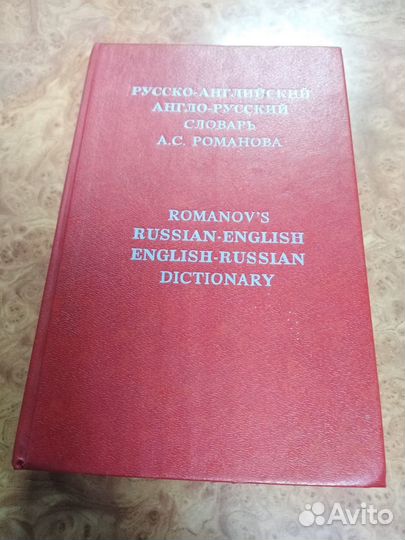 РУССКО-АНГЛИЙСКИЙ
АНГЛО-РУССКИЙ
СЛОВАРЬ
А.С. РОМАНОВА
ROMANOV'S
RUSSIAN-ENGLISH
ENGLISH-RUSSIAN
DICTIONARY
Avito